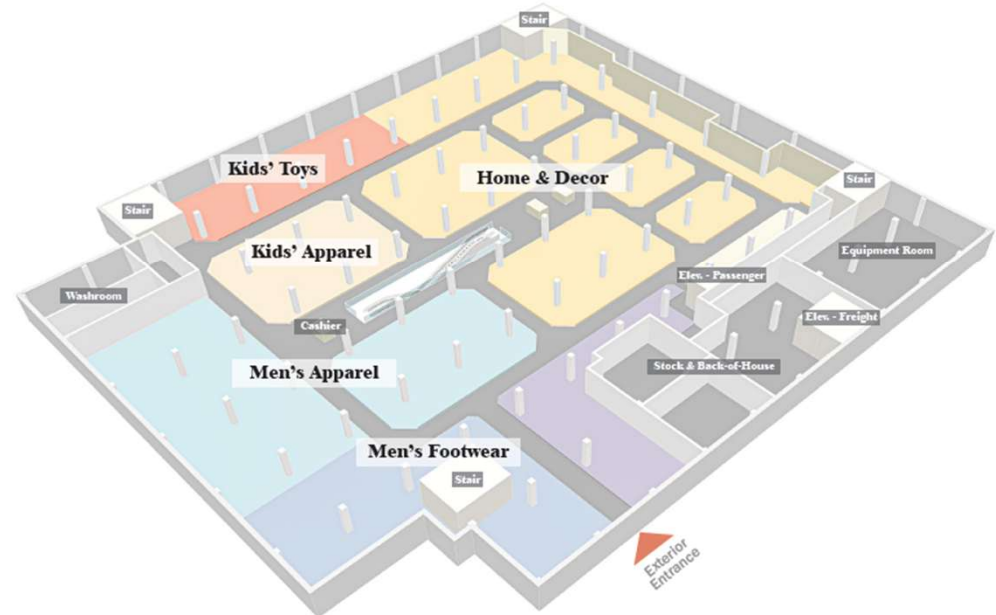 Stair
Kids' Toys
Home & Decor
Stair
Stair
Kids' Apparel
Equipment Room
Elev. - Passenger
Washroom
Elev. - Freight
Cashier
Stock & Back-of-House
Men's Apparel
Men's Footwear
Stair
Exterior
Entrance